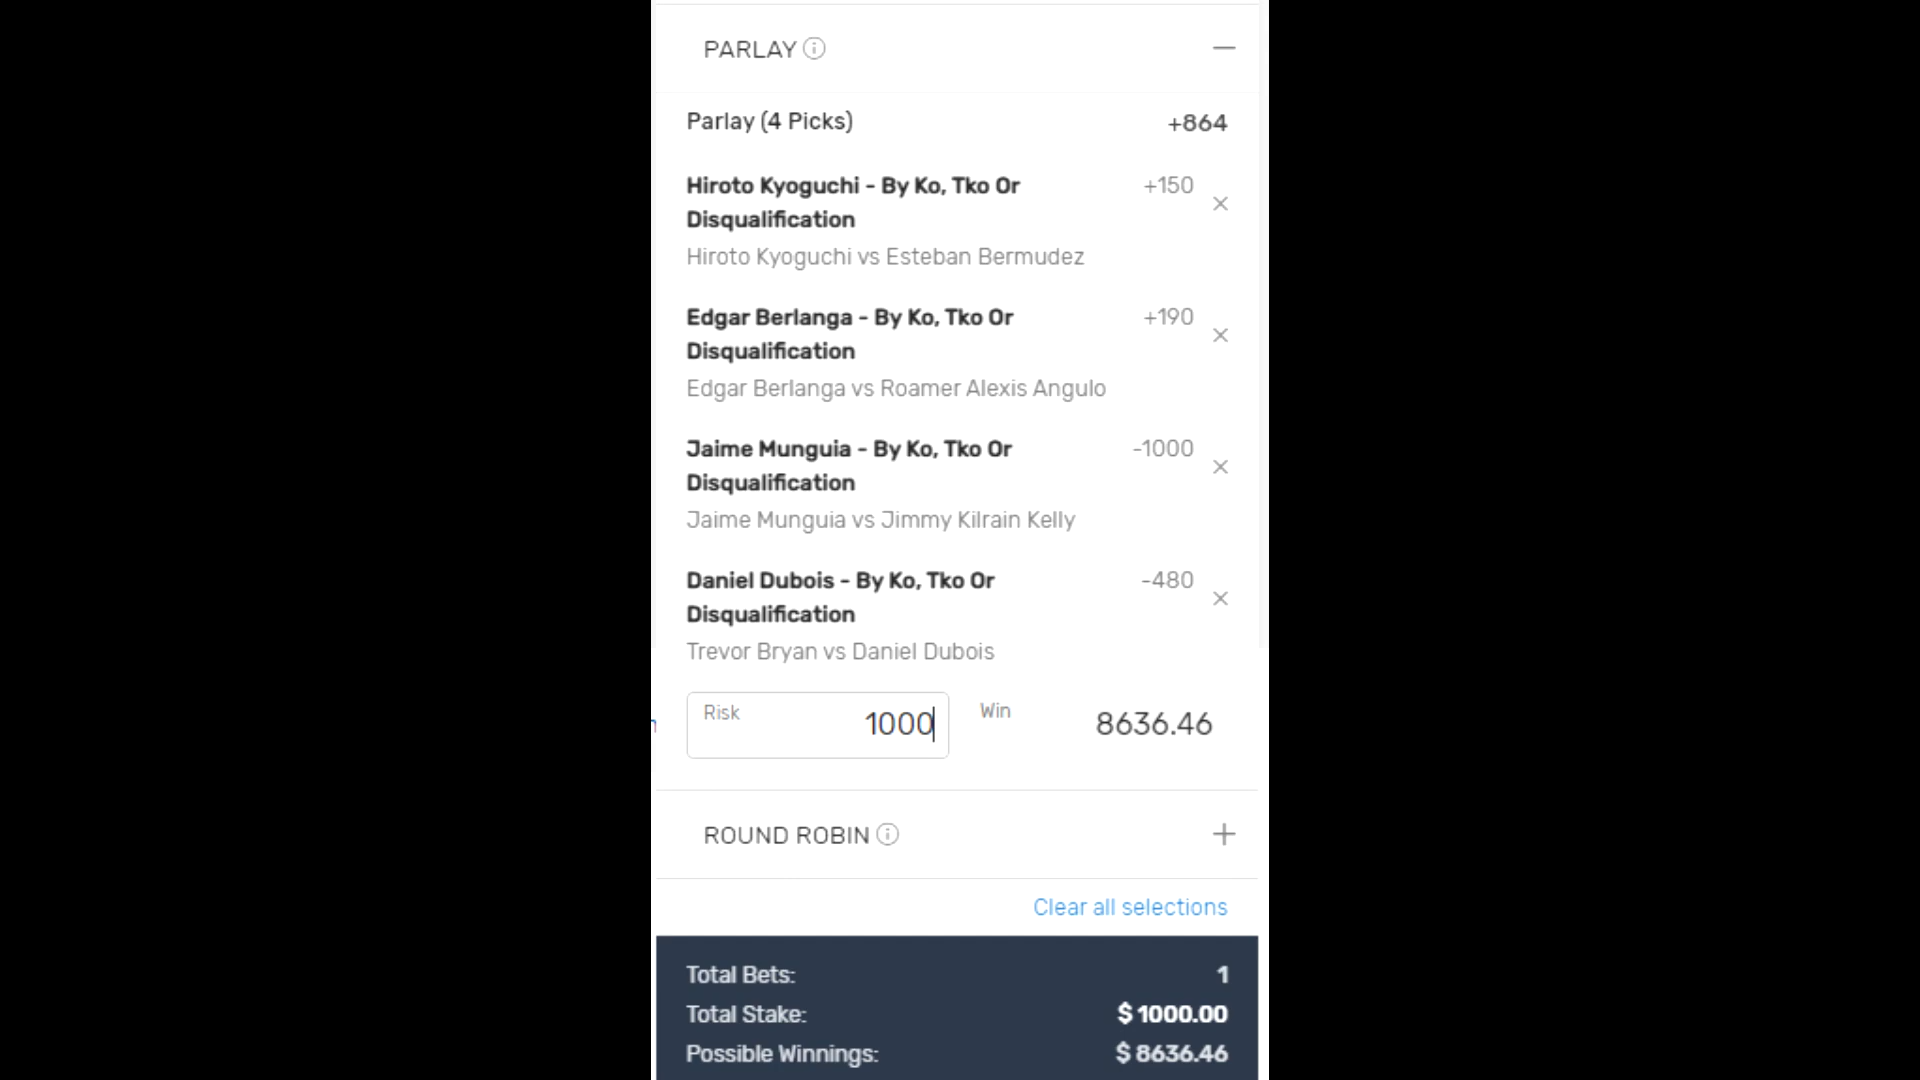 PARLAY
Parlay (4 Picks) +864
Hiroto Kyoguchi - By Ko, Tko Or +150
Disqualification
Hiroto Kyoguchi vs Esteban Bermudez
Edgar Berlanga - By Ko, Tko Or +190
Disqualification
Edgar Berlanga vs Roamer Alexis Angulo
Jaime Munguia - By Ko, Tko Or -1000
Disqualification
Jaime Munguia vs Jimmy Kilrain Kelly
Daniel Dubois - By Ko, Tko Or -480
Disqualification
Trevor Bryan vs Daniel Dubois
Risk 1000 Win 8636.46
ROUND ROBIN
Clear all selections
Total Bets: 1
Total Stake: $ 1000.00
Possible Winnings: $ 8636.46